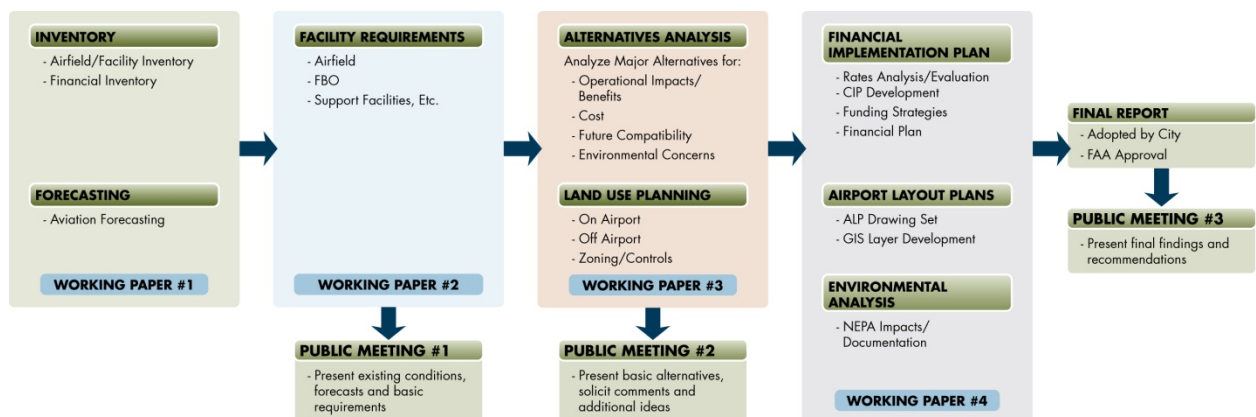 INVENTORY
- Airfield/Facility Inventory
- Financial Inventory
FORECASTING
- Aviation Forecasting
WORKING PAPER #1
FACILITY REQUIREMENTS
- Airfield
- FBO
- Support Facilities, Etc.
WORKING PAPER #2
PUBLIC MEETING #1
- Present existing conditions,
forecasts and basic
requirements
ALTERNATIVES ANALYSIS
Analyze Major Alternatives for:
- Operational Impacts/
Benefits
- Cost
- Future Compatibility
- Environmental Concerns
LAND USE PLANNING
- On Airport
- Off Airport
- Zoning/Controls
WORKING PAPER #3
PUBLIC MEETING #2
- Present basic alternatives,
solicit comments and
additional ideas
FINANCIAL
IMPLEMENTATION PLAN
- Rates Analysis/Evaluation
- CIP Development
- Funding Strategies
- Financial Plan
AIRPORT LAYOUT PLANS
- ALP Drawing Set
- GIS Layer Development
ENVIRONMENTAL
ANALYSIS
- NEPA Impacts/
Documentation
WORKING PAPER #4
FINAL REPORT
- Adopted by City
- FAA Approval
PUBLIC MEETING #3
- Present final findings and
recommendations